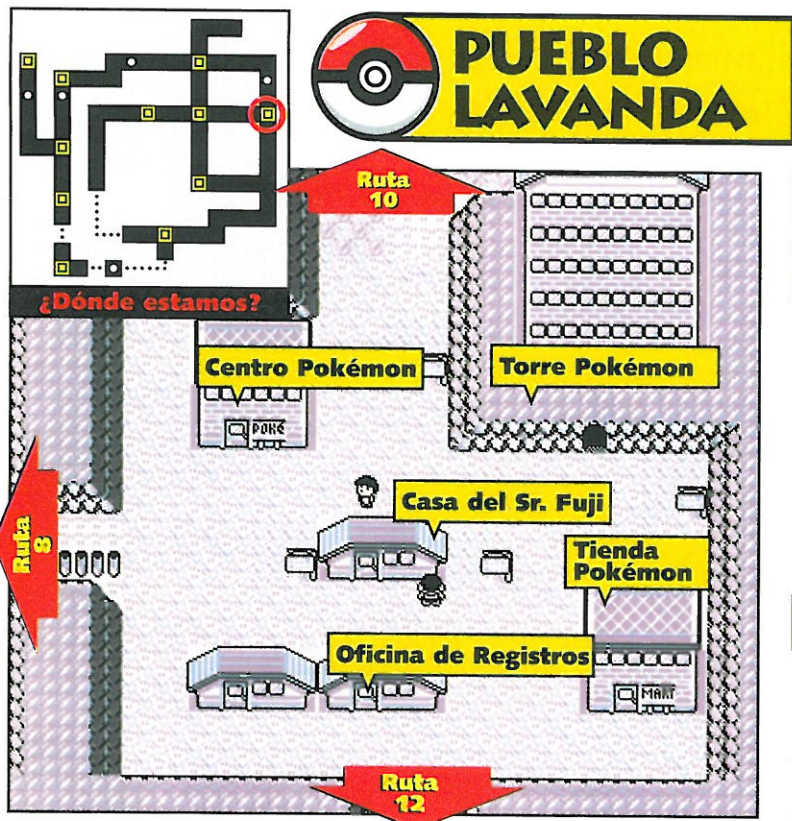 PUEBLO
LAVANDA
¿Dónde estamos?
Ruta
10
Centro Pokémon
Torre Pokémon
POKé
Casa del Sr. Fuji
Ruta
8
Tienda
Pokémon
Oficina de Registros
MART
Ruta
12